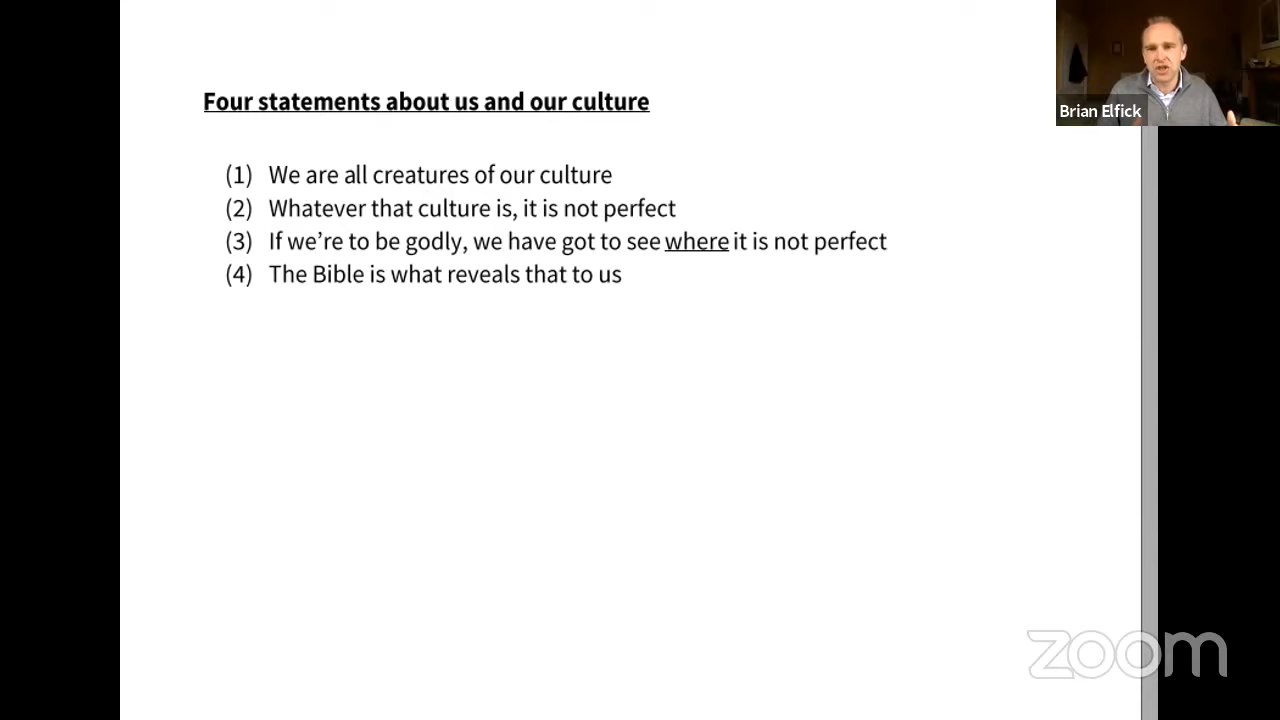 Four statements about us and our culture
Brian Elfick
(1) We are all creatures of our culture
(2) Whatever that culture is, it is not perfect
(3) If we’re to be godly, we have got to see where it is not perfect
(4) The Bible is what reveals that to us
zoom